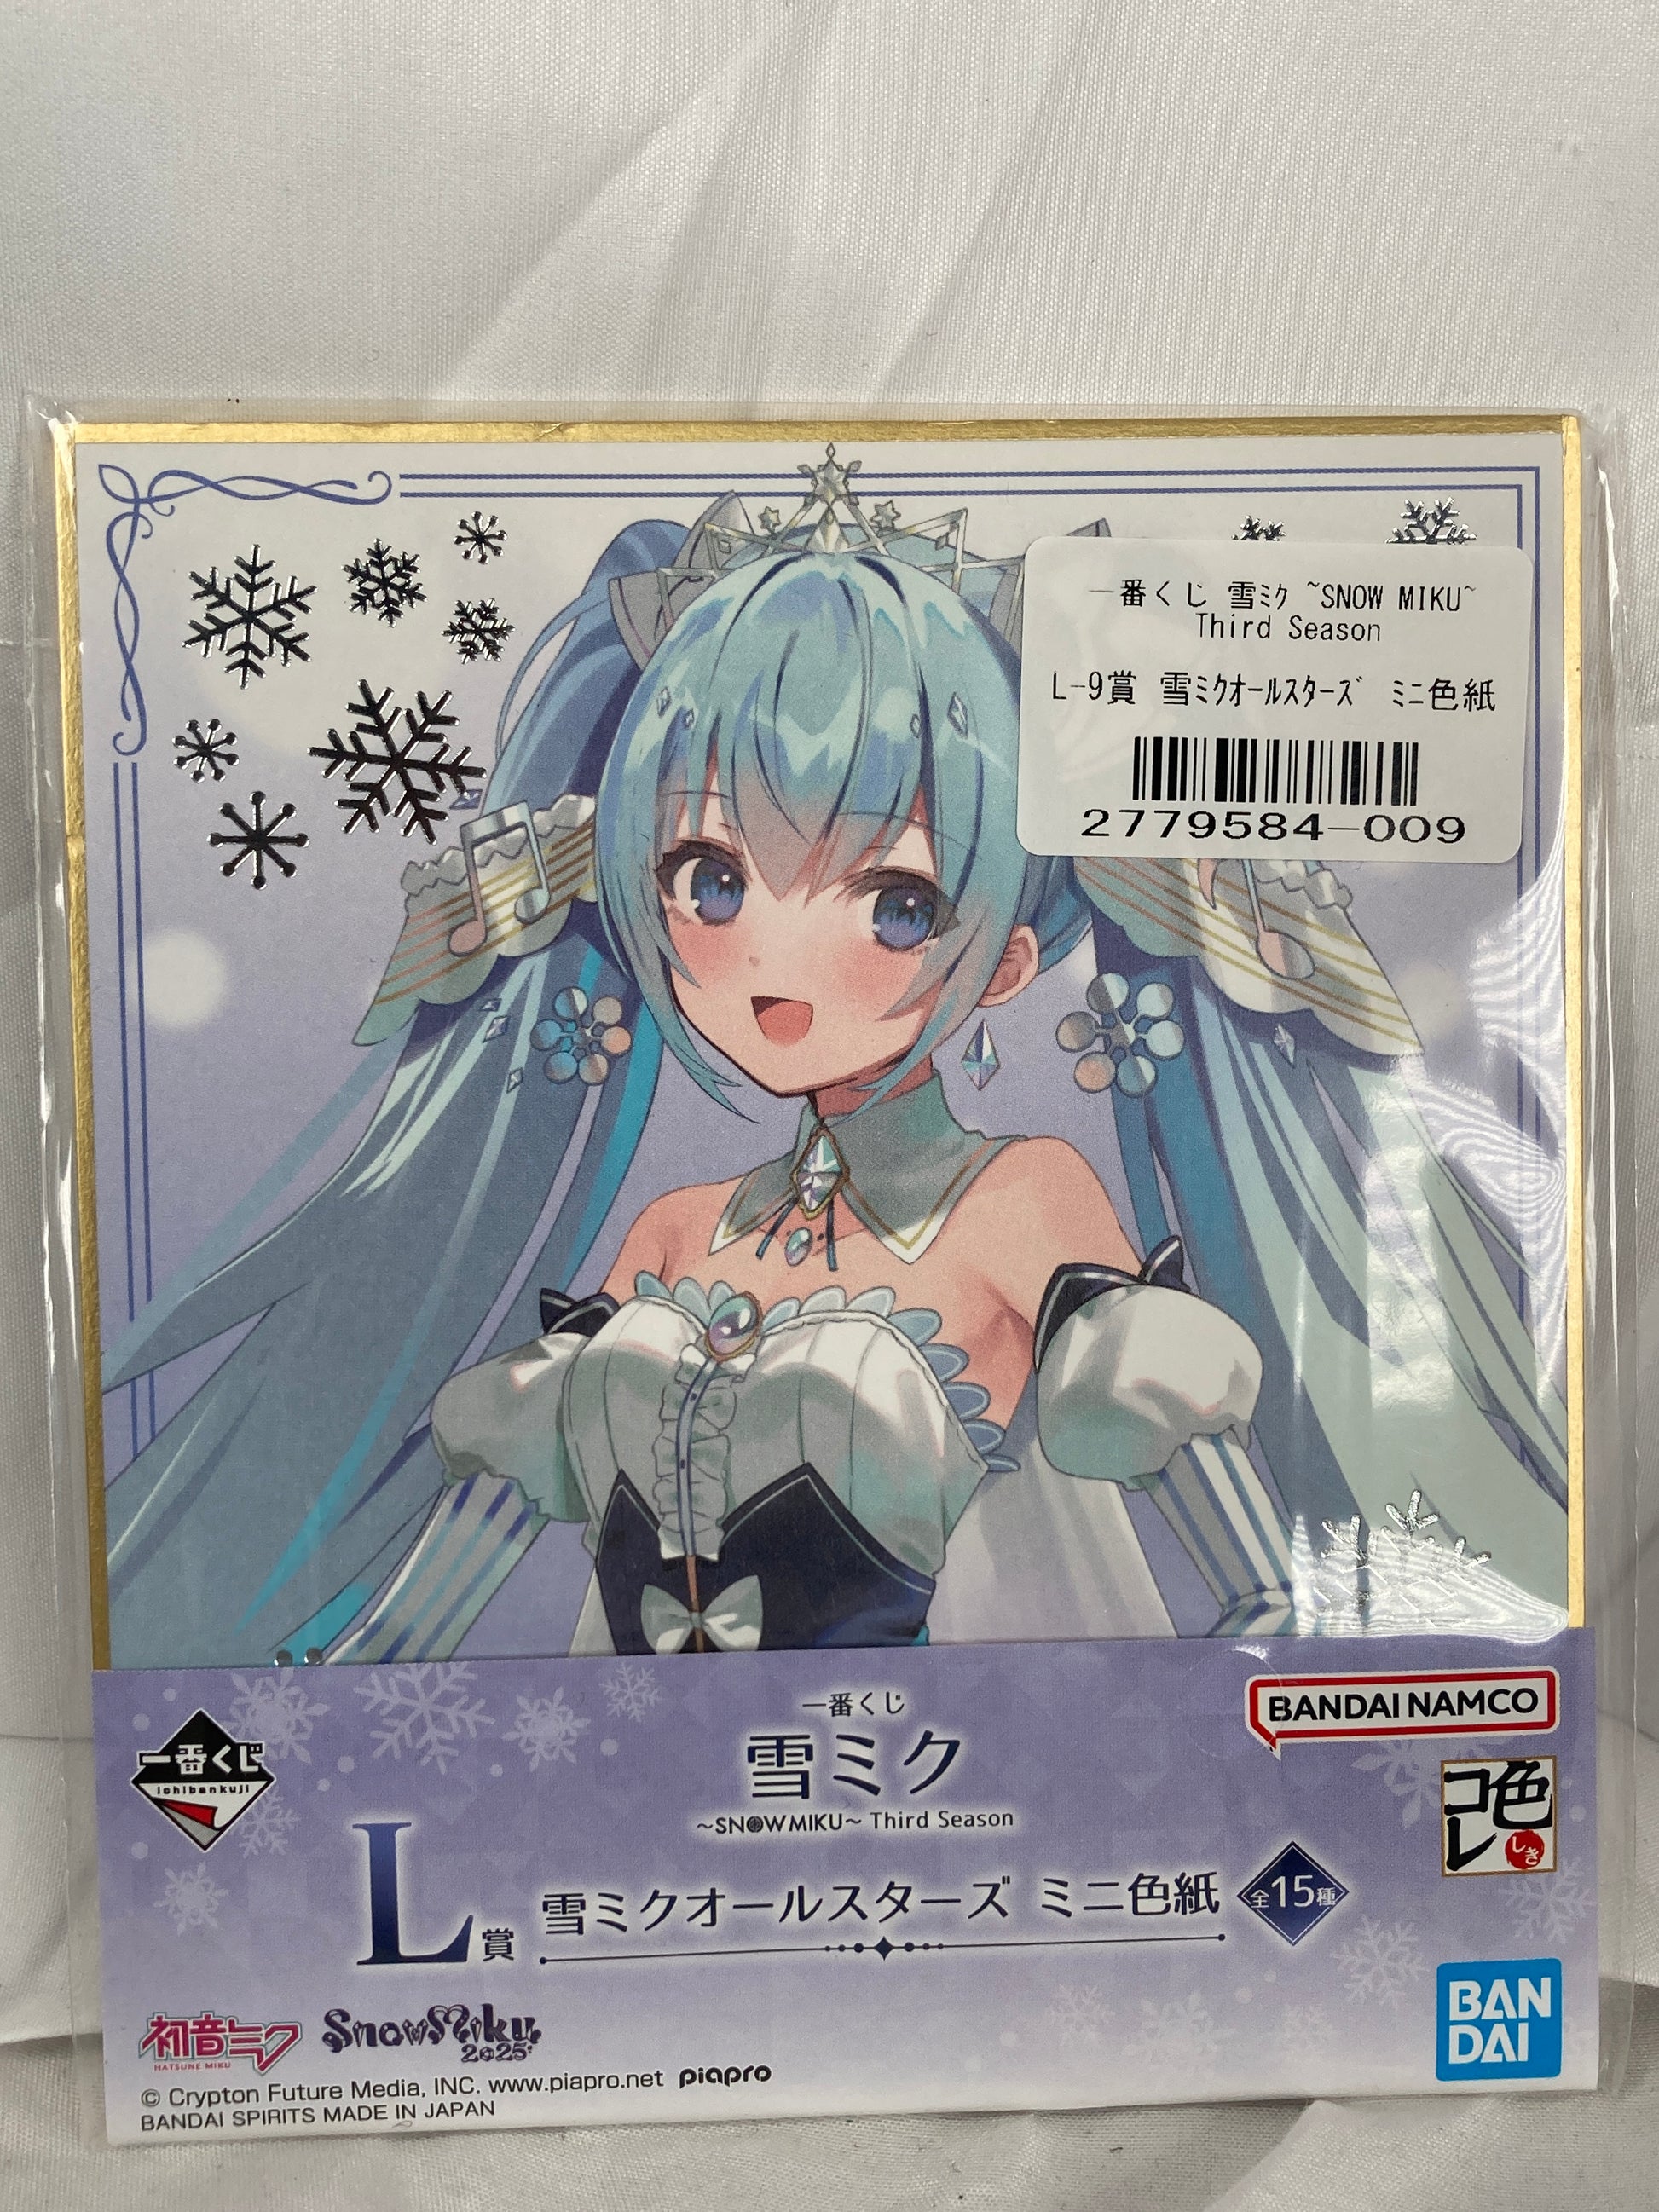 一番くじ 雪ミク ~SNOW MIKU~
Third Season
L-9賞 雪ミクオールスターズ ミニ色紙
2779584-009
一番くじ
ichibankuji
一番くじ
雪ミク
～SNOW MIKU～ Third Season
L賞 雪ミクオールスターズ ミニ色紙 全15種
BANDAI NAMCO
色コレ
しき
BAN
DAI
初音ミク
HATSUNE MIKU
SnowMiku
2025
© Crypton Future Media, INC. www.piapro.net piapro
BANDAI SPIRITS MADE IN JAPAN